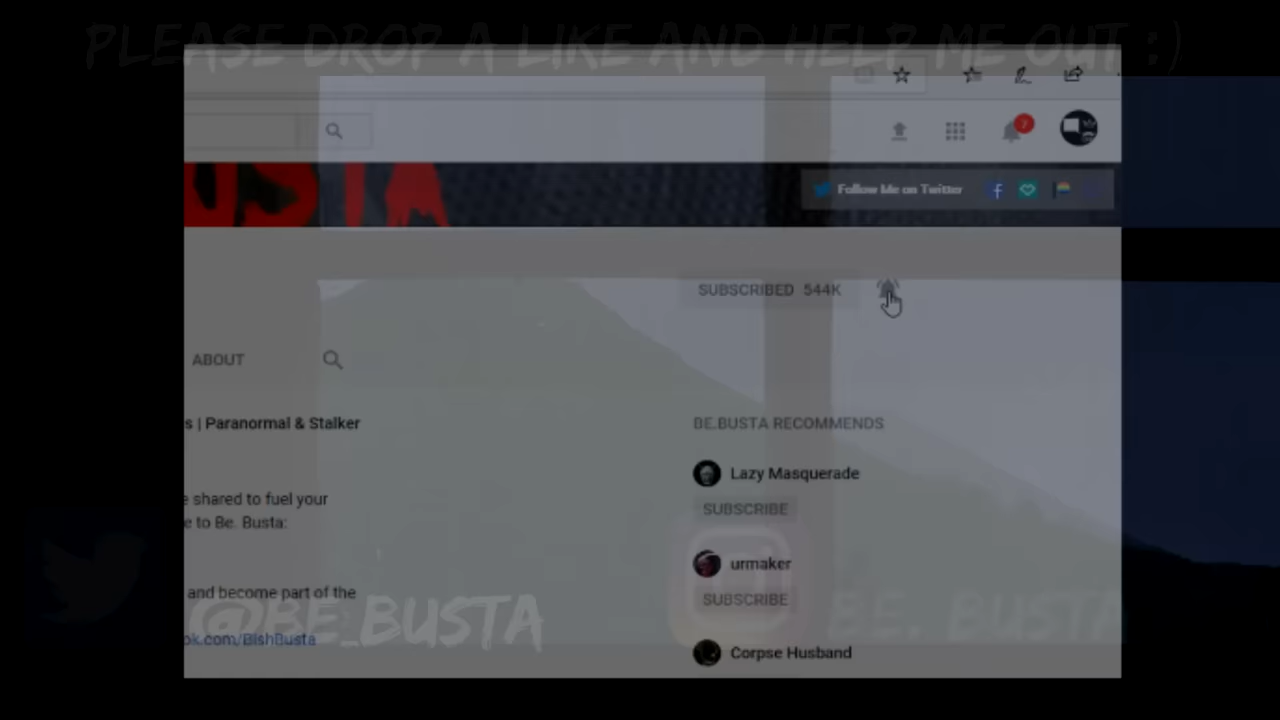 PLEASE DROP A LIKE AND HELP ME OUT :)
7
USTA
Follow Me on Twitter
SUBSCRIBED 544K
ABOUT
s | Paranormal & Stalker
BE.BUSTA RECOMMENDS
Lazy Masquerade
e shared to fuel your
SUBSCRIBE
e to Be. Busta:
urmaker
and become part of the
SUBSCRIBE
@BE_BUSTA
BE. BUSTA
ok.com/BishBusta
Corpse Husband